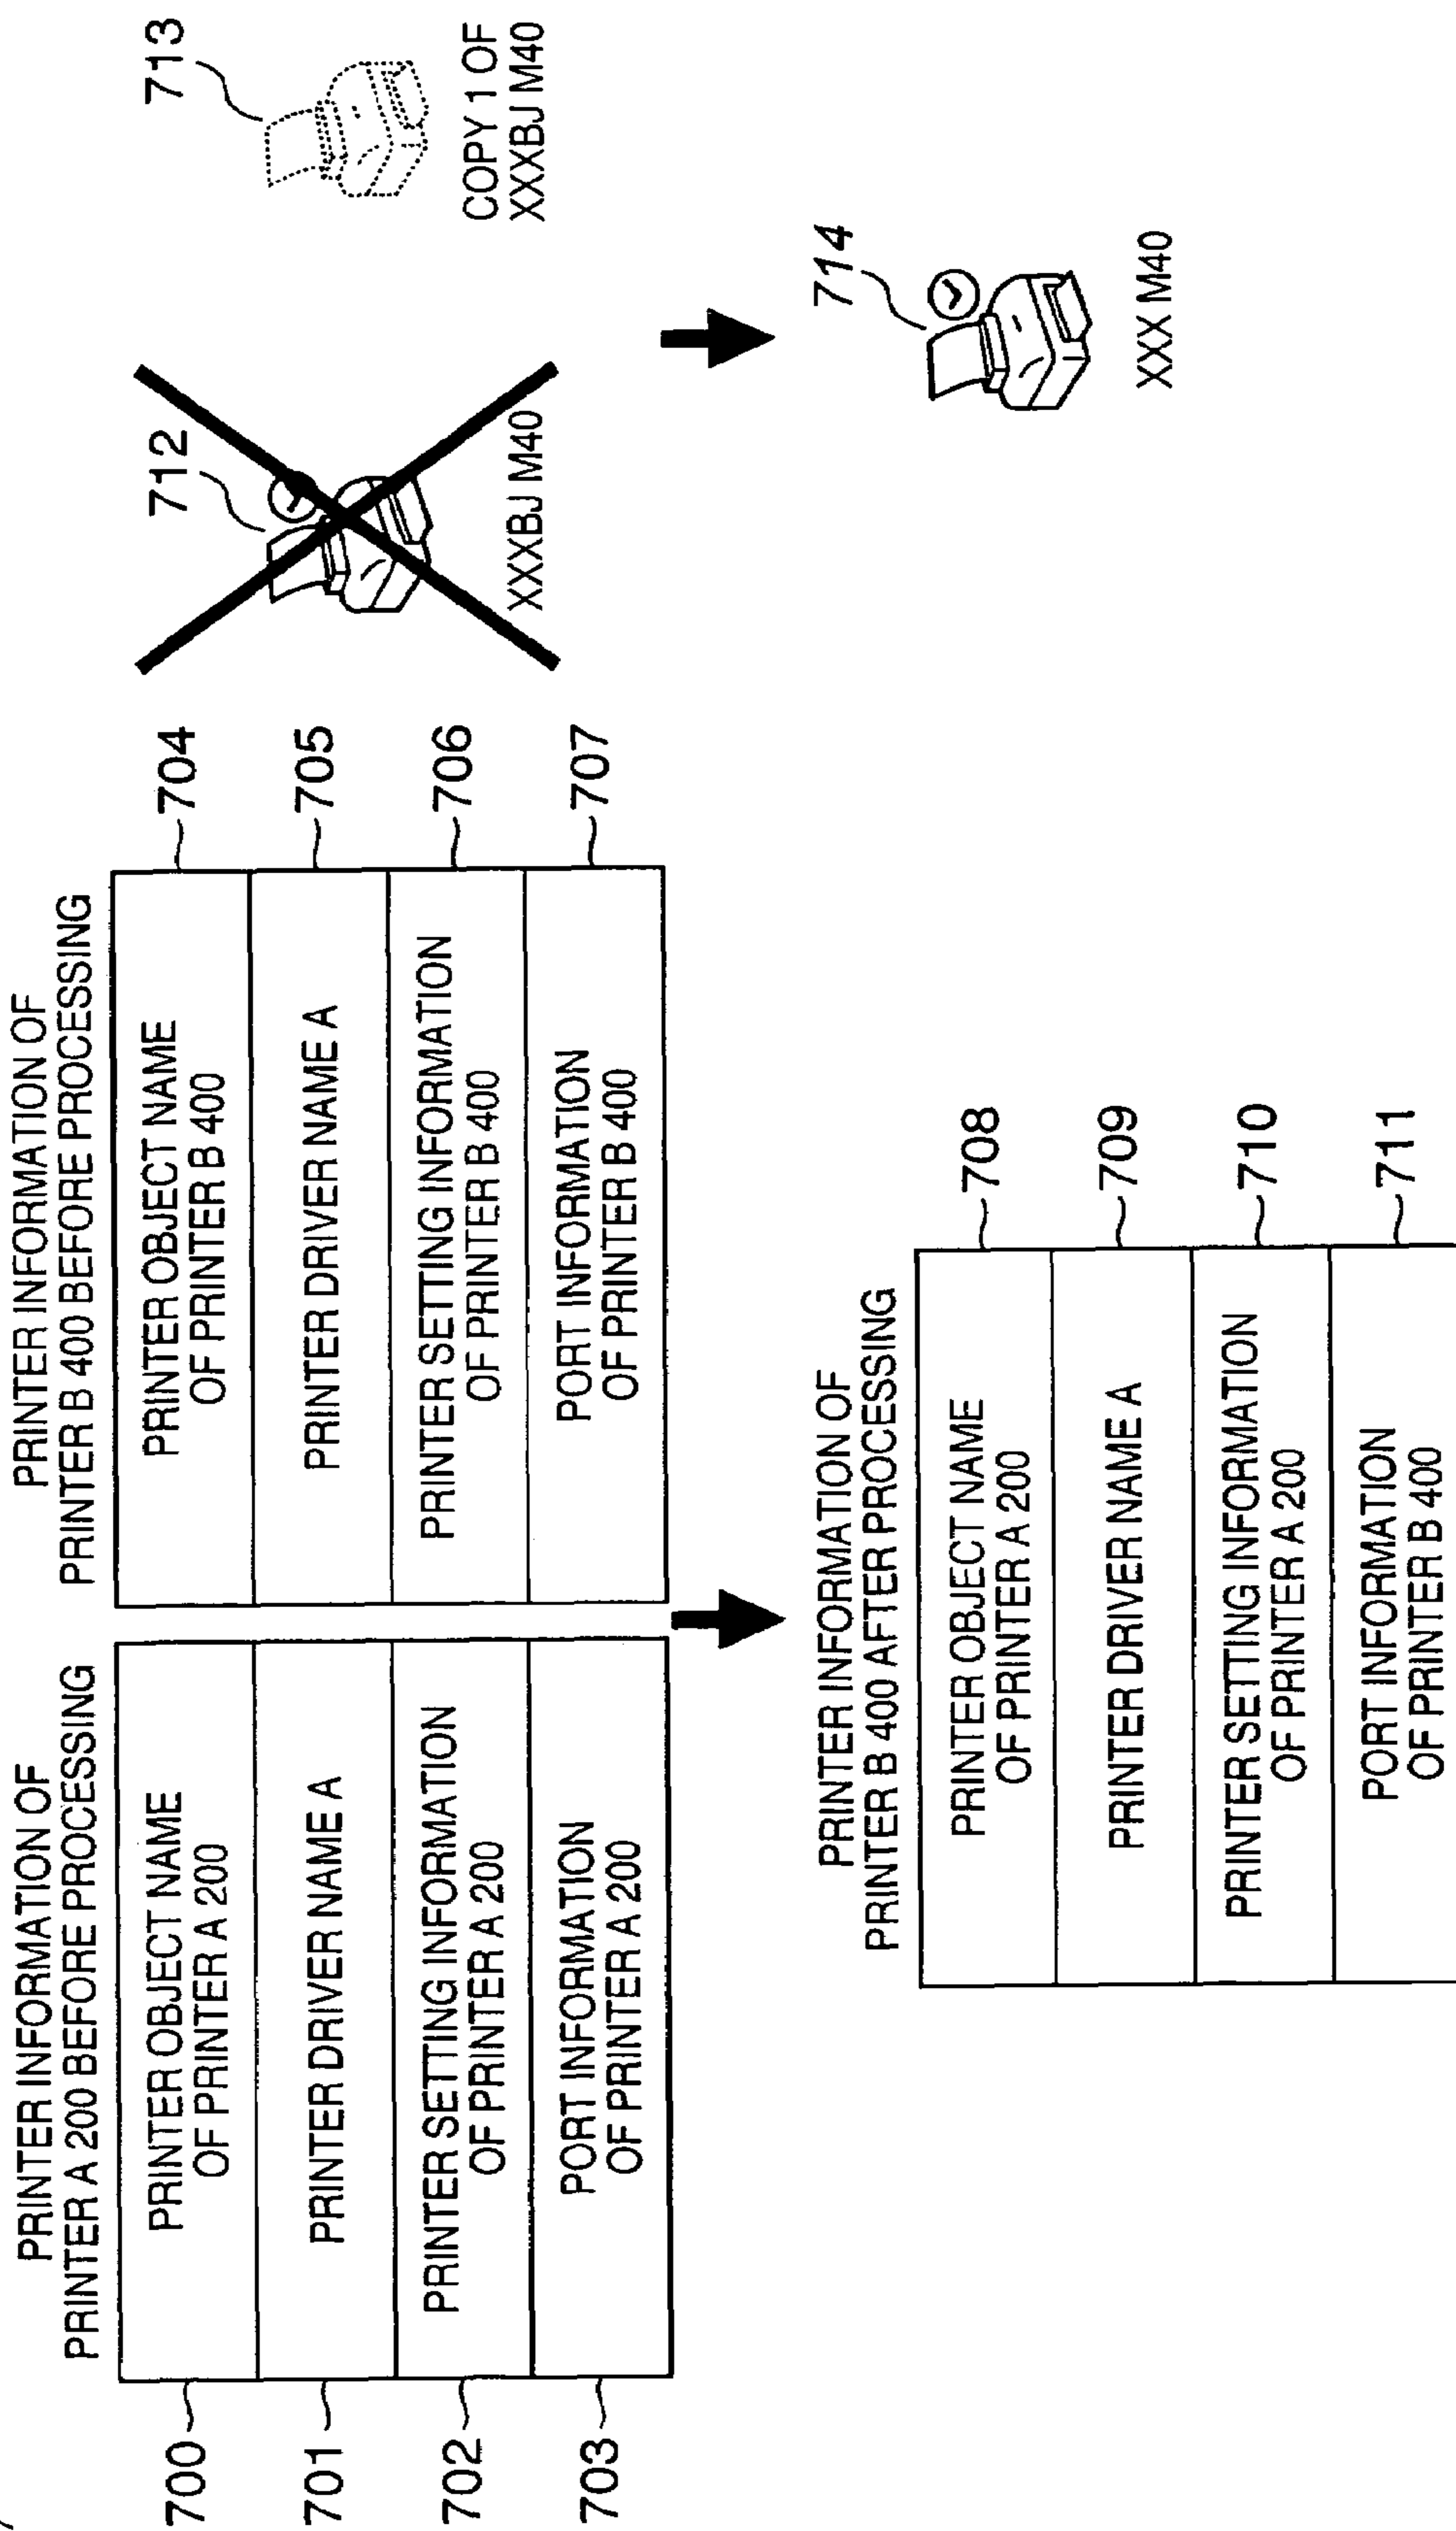 PRINTER INFORMATION OF
PRINTER A 200 BEFORE PROCESSING
700
PRINTER OBJECT NAME
OF PRINTER A 200
701
PRINTER DRIVER NAME A
702
PRINTER SETTING INFORMATION
OF PRINTER A 200
703
PORT INFORMATION
OF PRINTER A 200
PRINTER INFORMATION OF
PRINTER B 400 BEFORE PROCESSING
PRINTER OBJECT NAME
OF PRINTER B 400
704
PRINTER DRIVER NAME A
705
PRINTER SETTING INFORMATION
OF PRINTER B 400
706
PORT INFORMATION
OF PRINTER B 400
707
712
XXXBJ M40
713
COPY 1 OF
XXXBJ M40
PRINTER INFORMATION OF
PRINTER B 400 AFTER PROCESSING
PRINTER OBJECT NAME
OF PRINTER A 200
708
PRINTER DRIVER NAME A
709
PRINTER SETTING INFORMATION
OF PRINTER A 200
710
PORT INFORMATION
OF PRINTER B 400
711
714
XXX M40